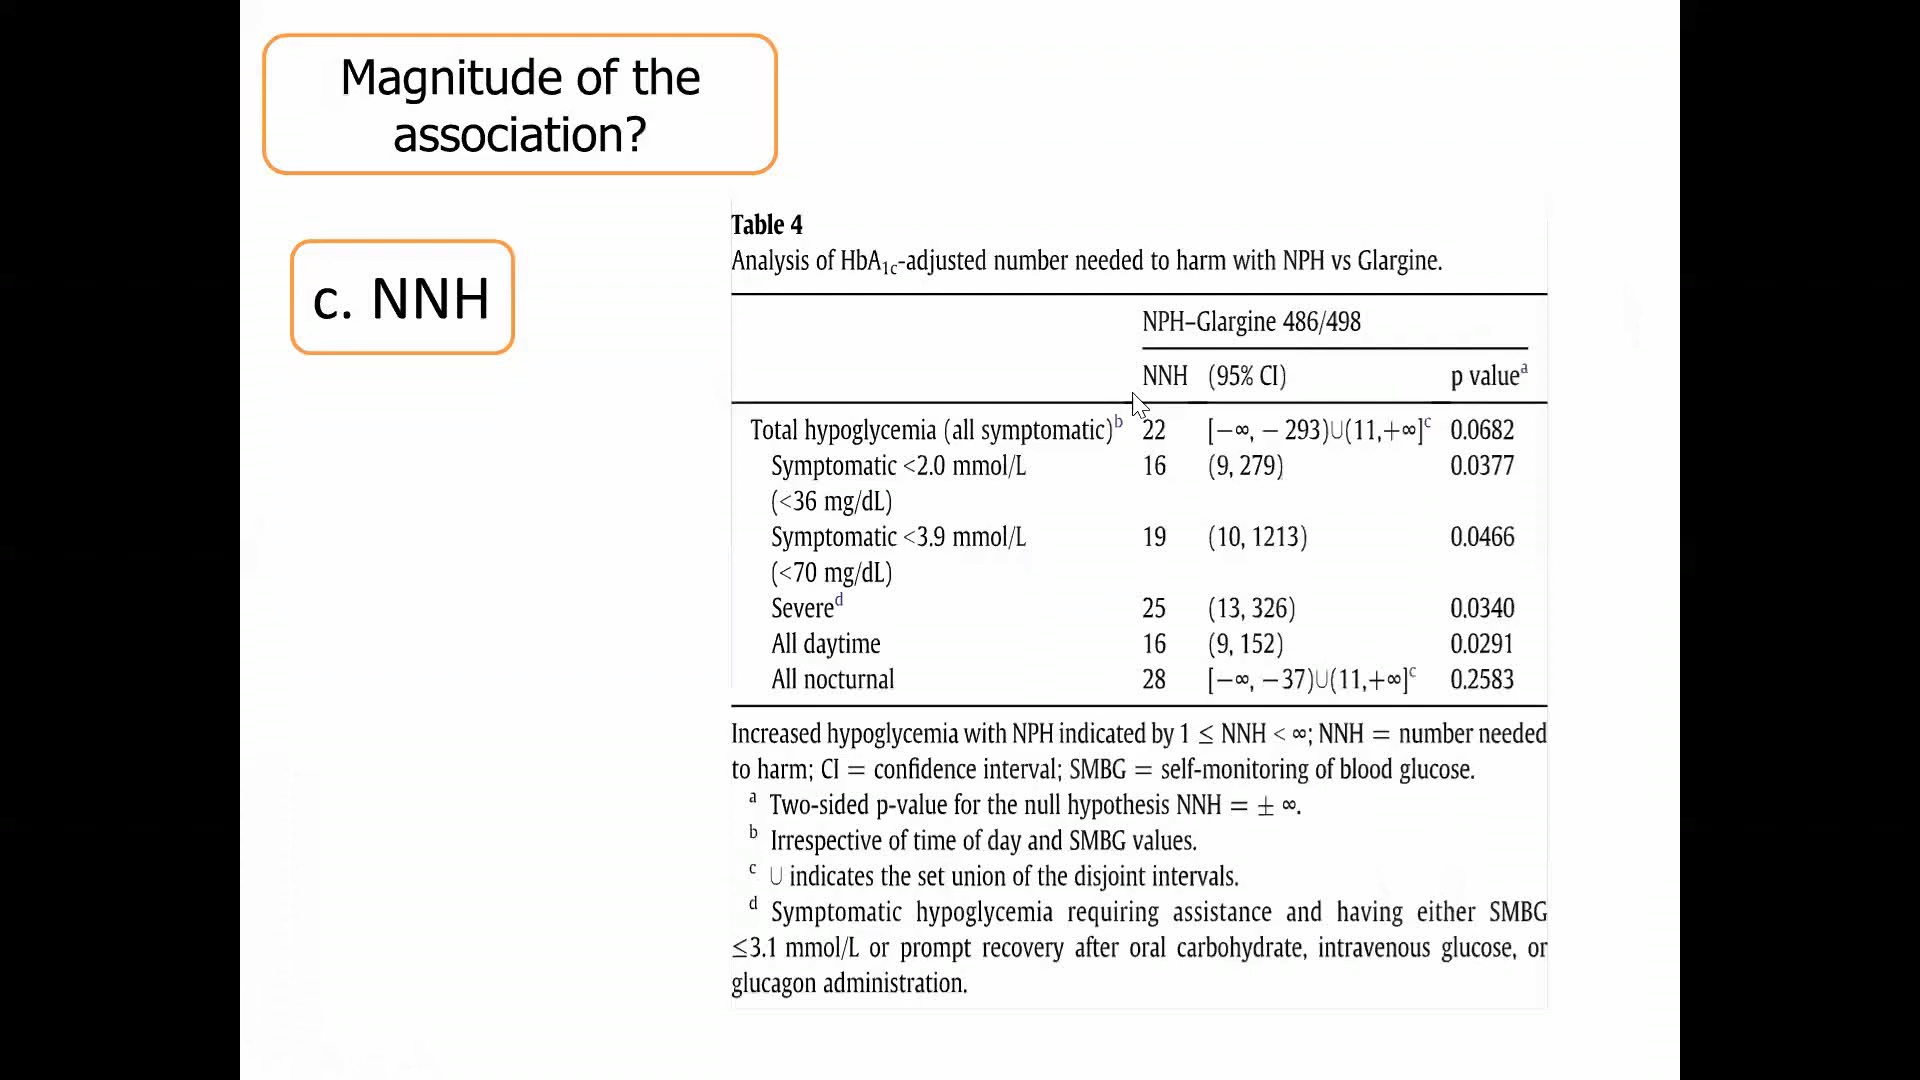 Magnitude of the
association?
c. NNH
Table 4
Analysis of HbA1c-adjusted number needed to harm with NPH vs Glargine.
NPH–Glargine 486/498
NNH (95% CI) p valueᵃ
Total hypoglycemia (all symptomatic)ᵇ 22 [−∞, − 293)∪(11,+∞]ᶜ 0.0682
Symptomatic <2.0 mmol/L 16 (9, 279) 0.0377
(<36 mg/dL)
Symptomatic <3.9 mmol/L 19 (10, 1213) 0.0466
(<70 mg/dL)
Severeᵈ 25 (13, 326) 0.0340
All daytime 16 (9, 152) 0.0291
All nocturnal 28 [−∞, −37)∪(11,+∞]ᶜ 0.2583
Increased hypoglycemia with NPH indicated by 1 ≤ NNH < ∞; NNH = number needed
to harm; CI = confidence interval; SMBG = self-monitoring of blood glucose.
ᵃ Two-sided p-value for the null hypothesis NNH = ± ∞.
ᵇ Irrespective of time of day and SMBG values.
ᶜ ∪ indicates the set union of the disjoint intervals.
ᵈ Symptomatic hypoglycemia requiring assistance and having either SMBG
≤3.1 mmol/L or prompt recovery after oral carbohydrate, intravenous glucose, or
glucagon administration.